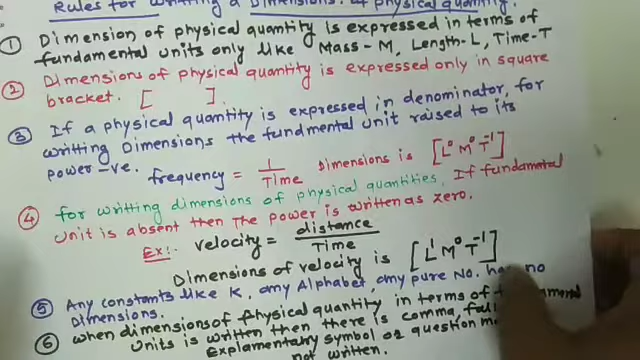 Rules for writting a Dimensions of physical quantity.
① Dimension of physical quantity is expressed in terms of
fundamental units only like Mass-M, Length-L, Time-T
② Dimensions of physical quantity is expressed only in square
bracket. [ ].
③ If a physical quantity is expressed in denominator, for
writting Dimensions the fundmental unit raised to its
power -ve. frequency = 1/Time Dimensions is [L⁰ M⁰ T⁻¹]
④ for writting dimensions of physical quantities. If fundamatal
Unit is absent then The power is written as zero.
Ex:- velocity = distance/Time
Dimensions of velocity is [L¹ M⁰ T⁻¹]
⑤ Any constants like K, any Alphabet, any pure No. has no
Dimensions.
⑥ when dimensions of physical quantity in terms of
Units is written then there is comma,
Explamentary symbol or question
not written.